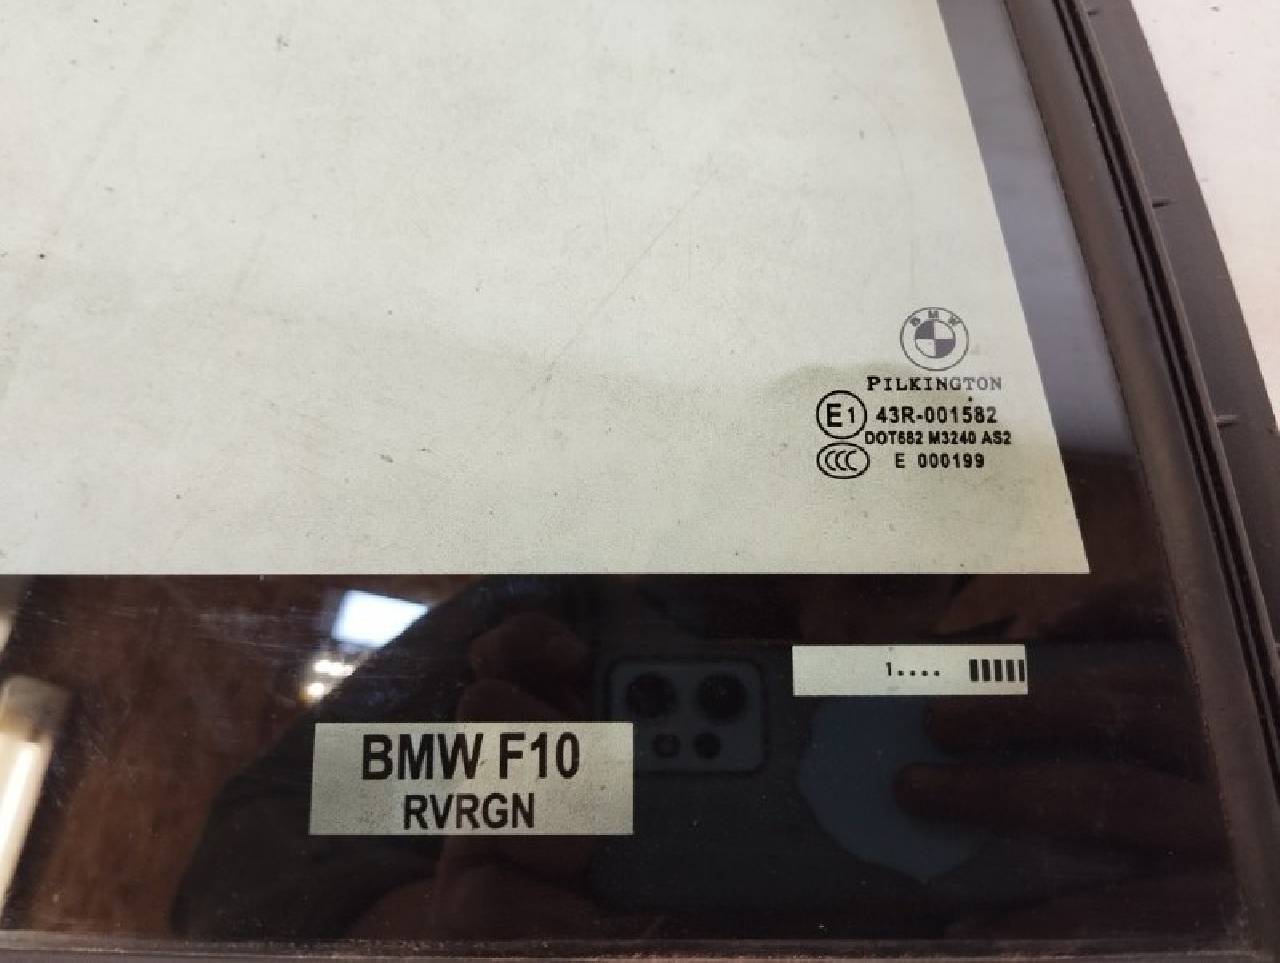 BMW
PILKINGTON
E1 43R-001582
DOT682 M3240 AS2
CCC E 000199
1....
BMW F10
RVRGN